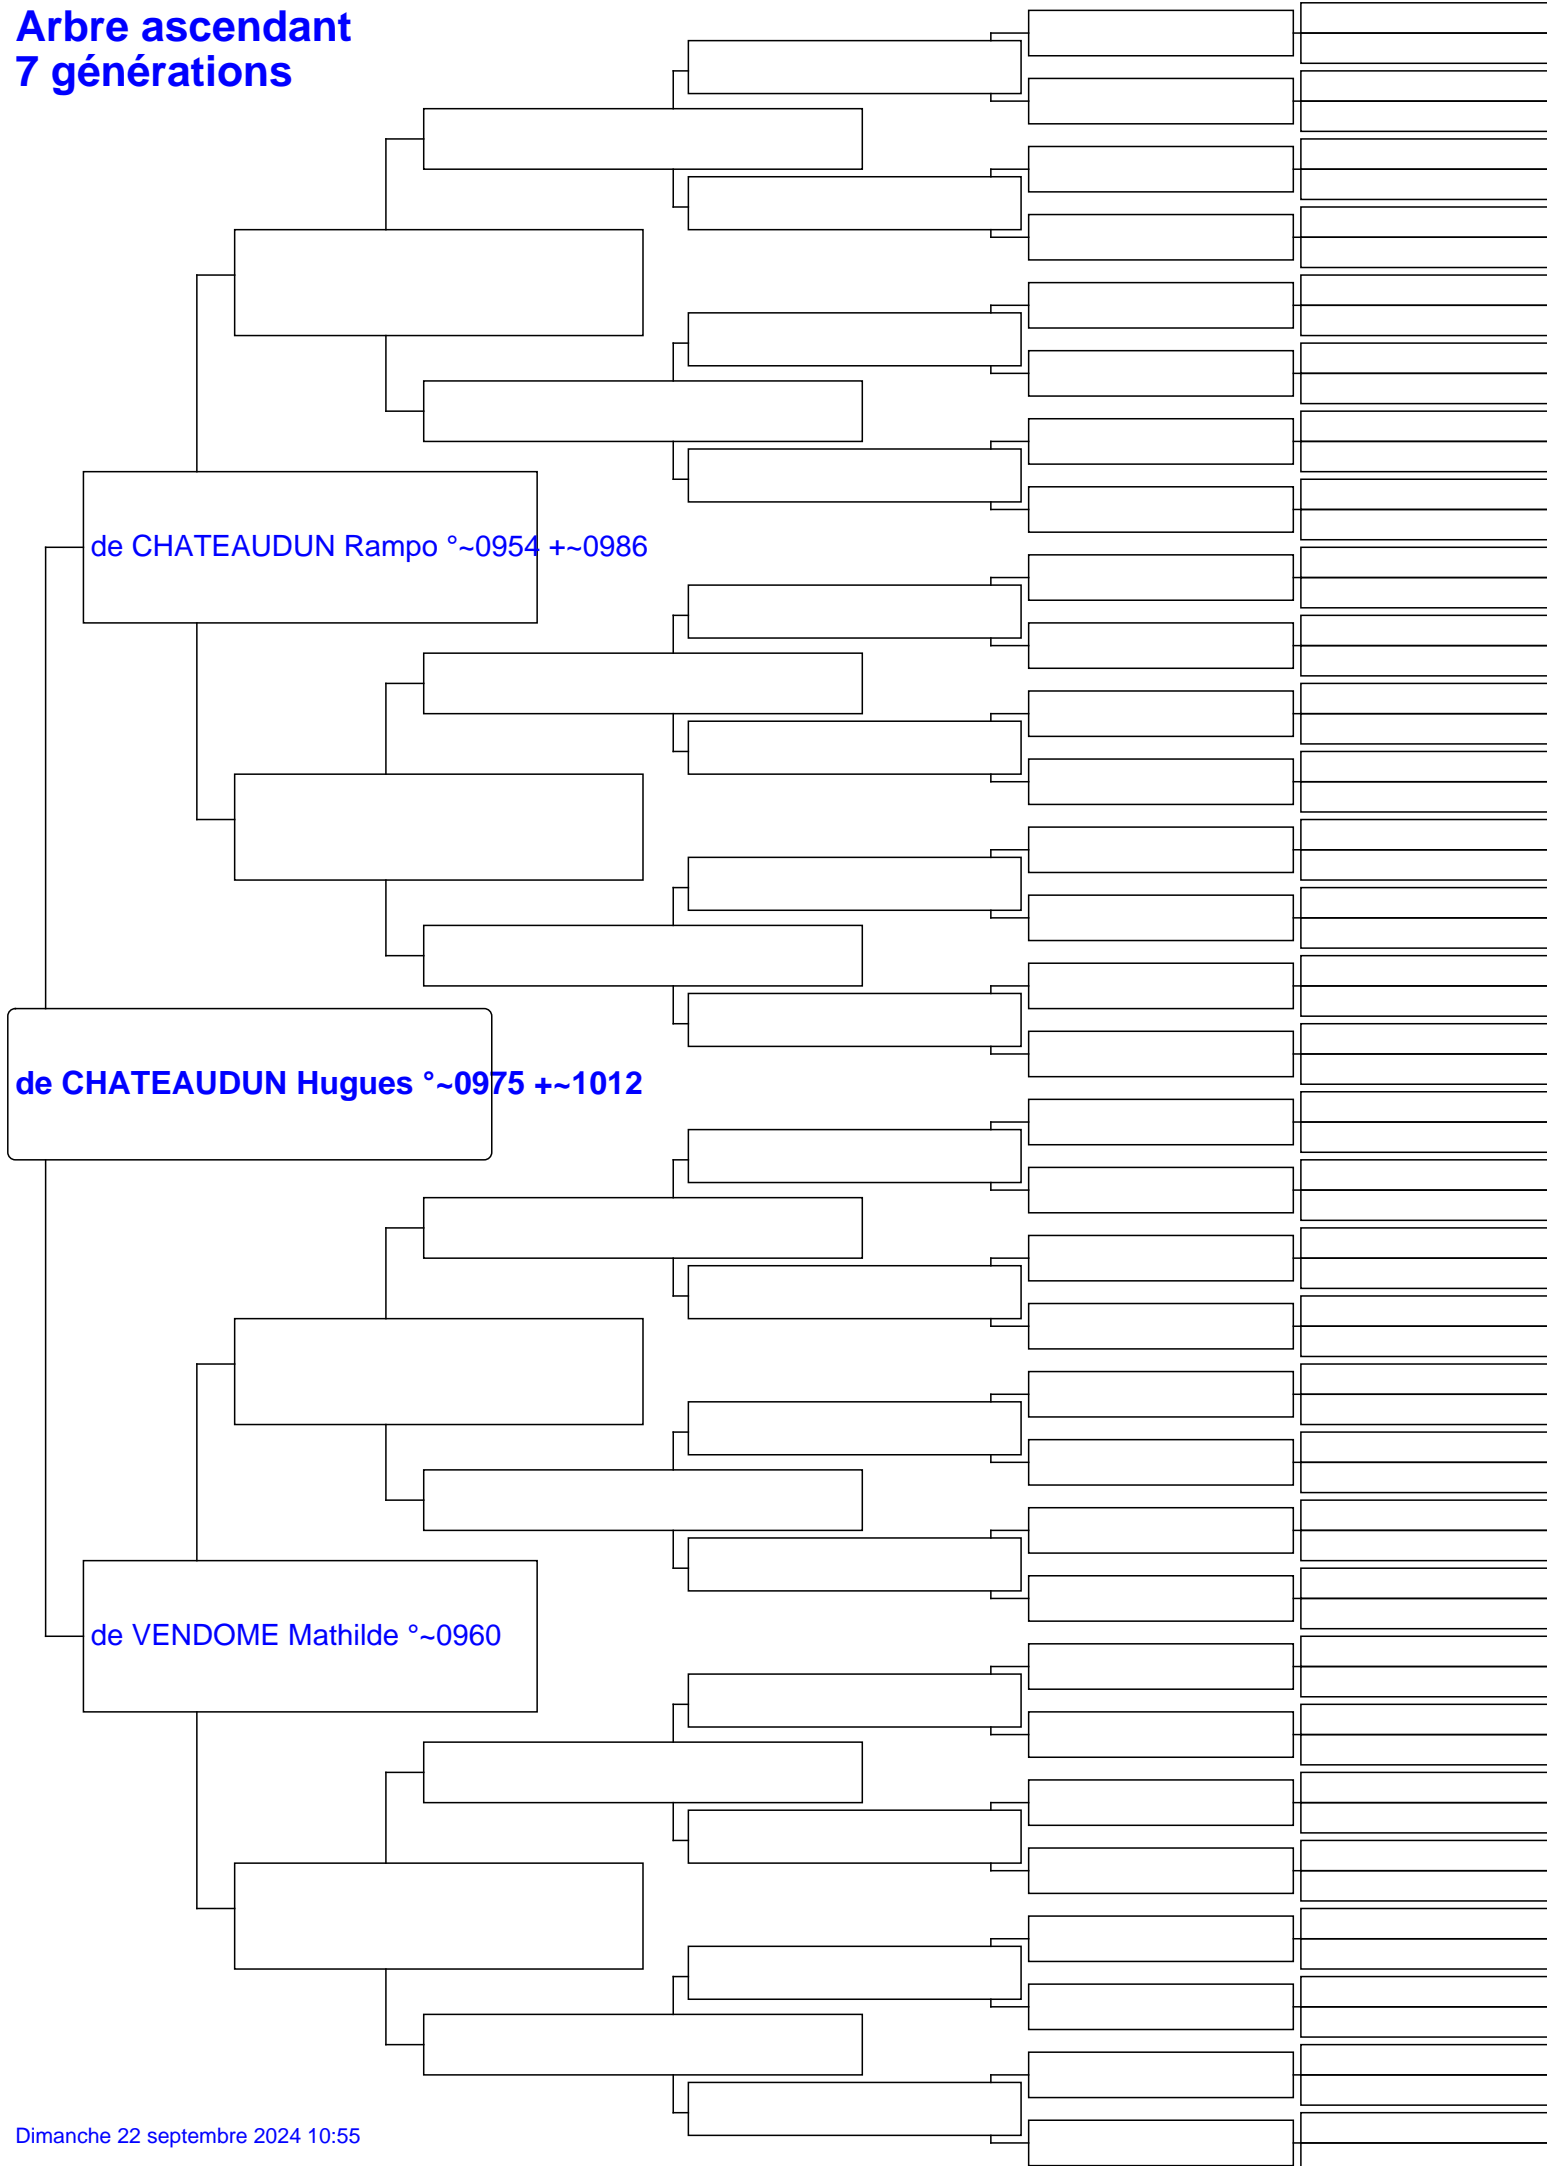 Arbre ascendant
7 générations
de CHATEAUDUN Rampo °~0954 +~0986
de CHATEAUDUN Hugues °~0975 +~1012
de VENDOME Mathilde °~0960
Dimanche 22 septembre 2024 10:55